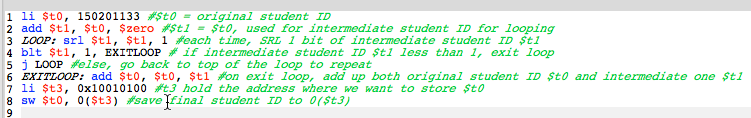 1 li $t0, 150201133 #$t0 = original student ID
2 add $t1, $t0, $zero #$t1 = $t0, used for intermediate student ID for looping
3 LOOP: srl $t1, $t1, 1 #each time, SRL 1 bit of intermediate student ID $t1
4 blt $t1, 1, EXITLOOP # if intermediate student ID $t1 less than 1, exit loop
5 j LOOP #else, go back to top of the loop to repeat
6 EXITLOOP: add $t0, $t0, $t1 #on exit loop, add up both original student ID $t0 and intermediate one $t1
7 li $t3, 0x10010100 #t3 hold the address where we want to store $t0
8 sw $t0, 0($t3) #save final student ID to 0($t3)
9